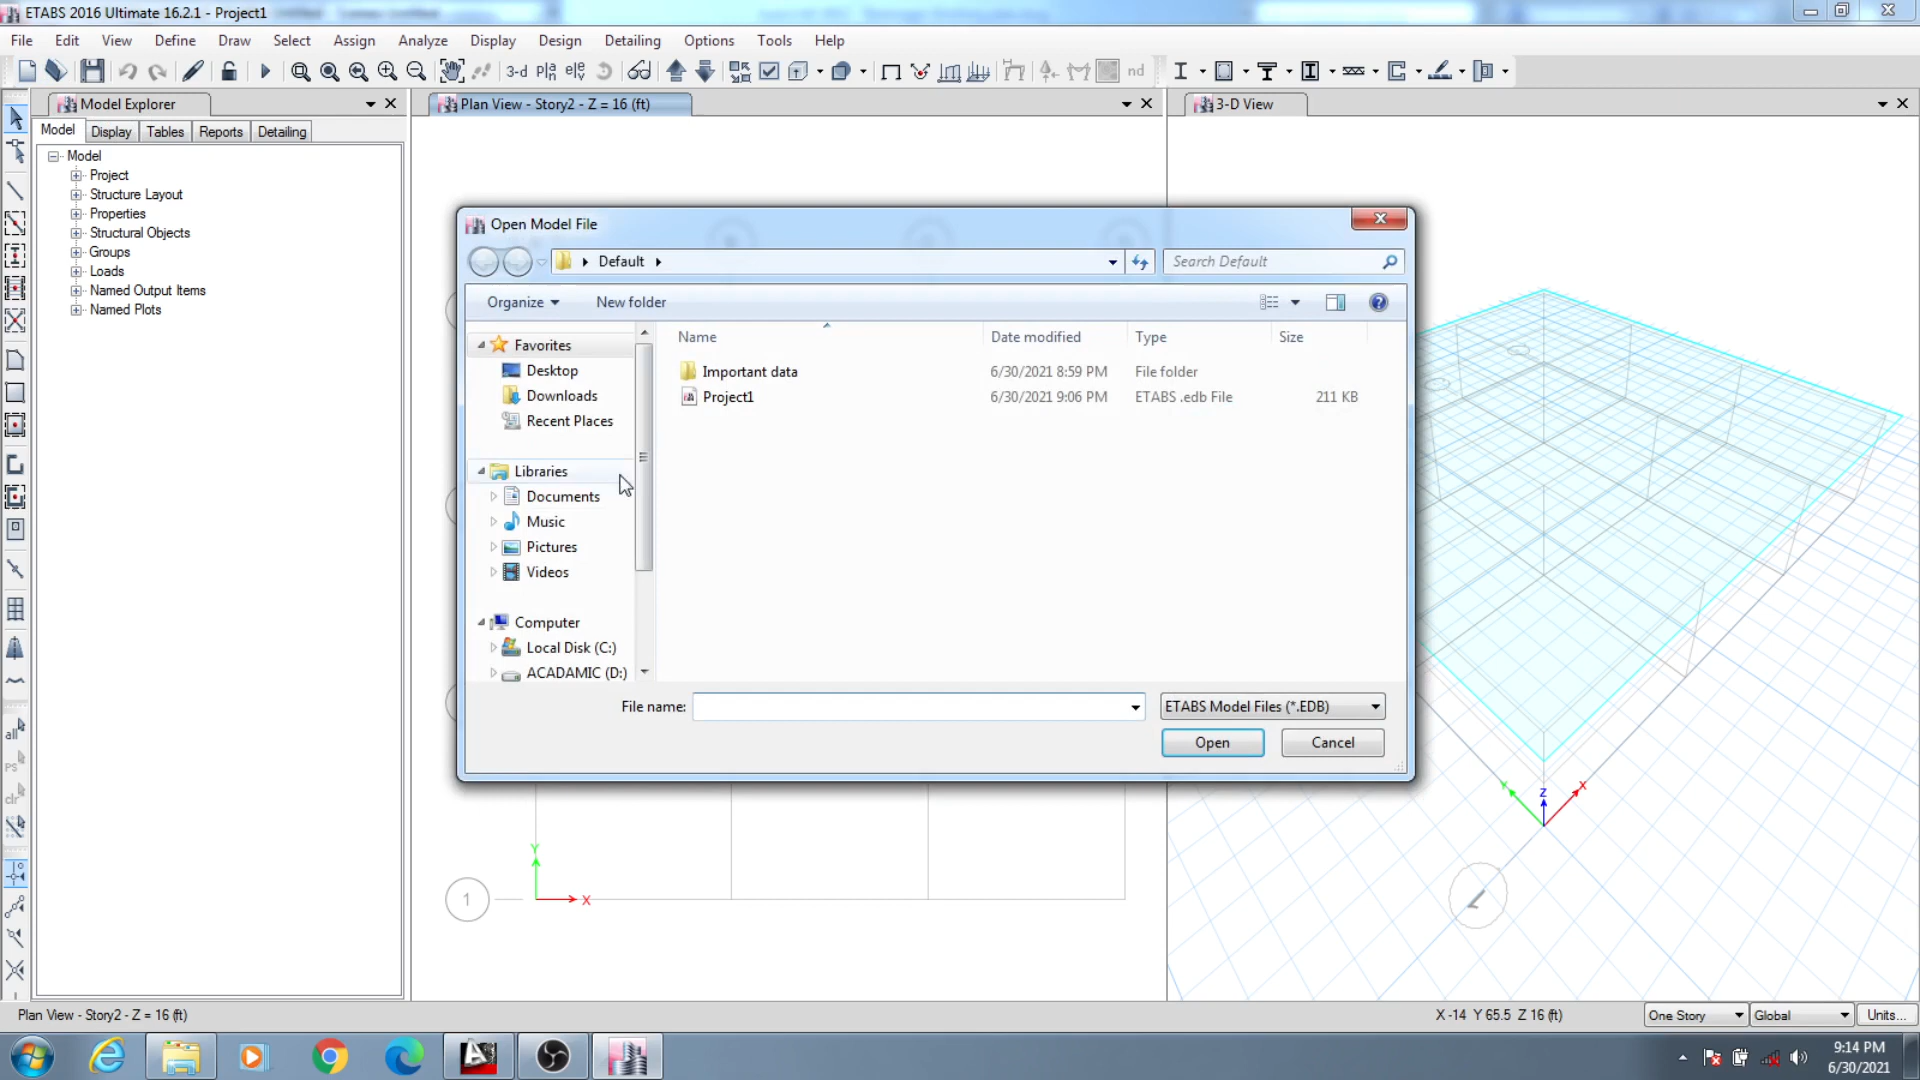 ETABS 2016 Ultimate 16.2.1 - Project1
File Edit View Define Draw Select Assign Analyze Display Design Detailing Options Tools Help
3-d nd
Model Explorer
Model Display Tables Reports Detailing
Model
Project
Structure Layout
Properties
Structural Objects
Groups
Loads
Named Output Items
Named Plots
Plan View - Story2 - Z = 16 (ft)
3-D View
Open Model File
Default
Search Default
Organize New folder
Favorites
Desktop
Downloads
Recent Places
Libraries
Documents
Music
Pictures
Videos
Computer
Local Disk (C:)
ACADAMIC (D:)
Name Date modified Type Size
Important data 6/30/2021 8:59 PM File folder
Project1 6/30/2021 9:06 PM ETABS .edb File 211 KB
File name: ETABS Model Files (*.EDB)
Open Cancel
all
PS
clr
Y
X
1
Y Z X
Plan View - Story2 - Z = 16 (ft)
X -14 Y 65.5 Z 16 (ft)
One Story Global Units...
9:14 PM
6/30/2021